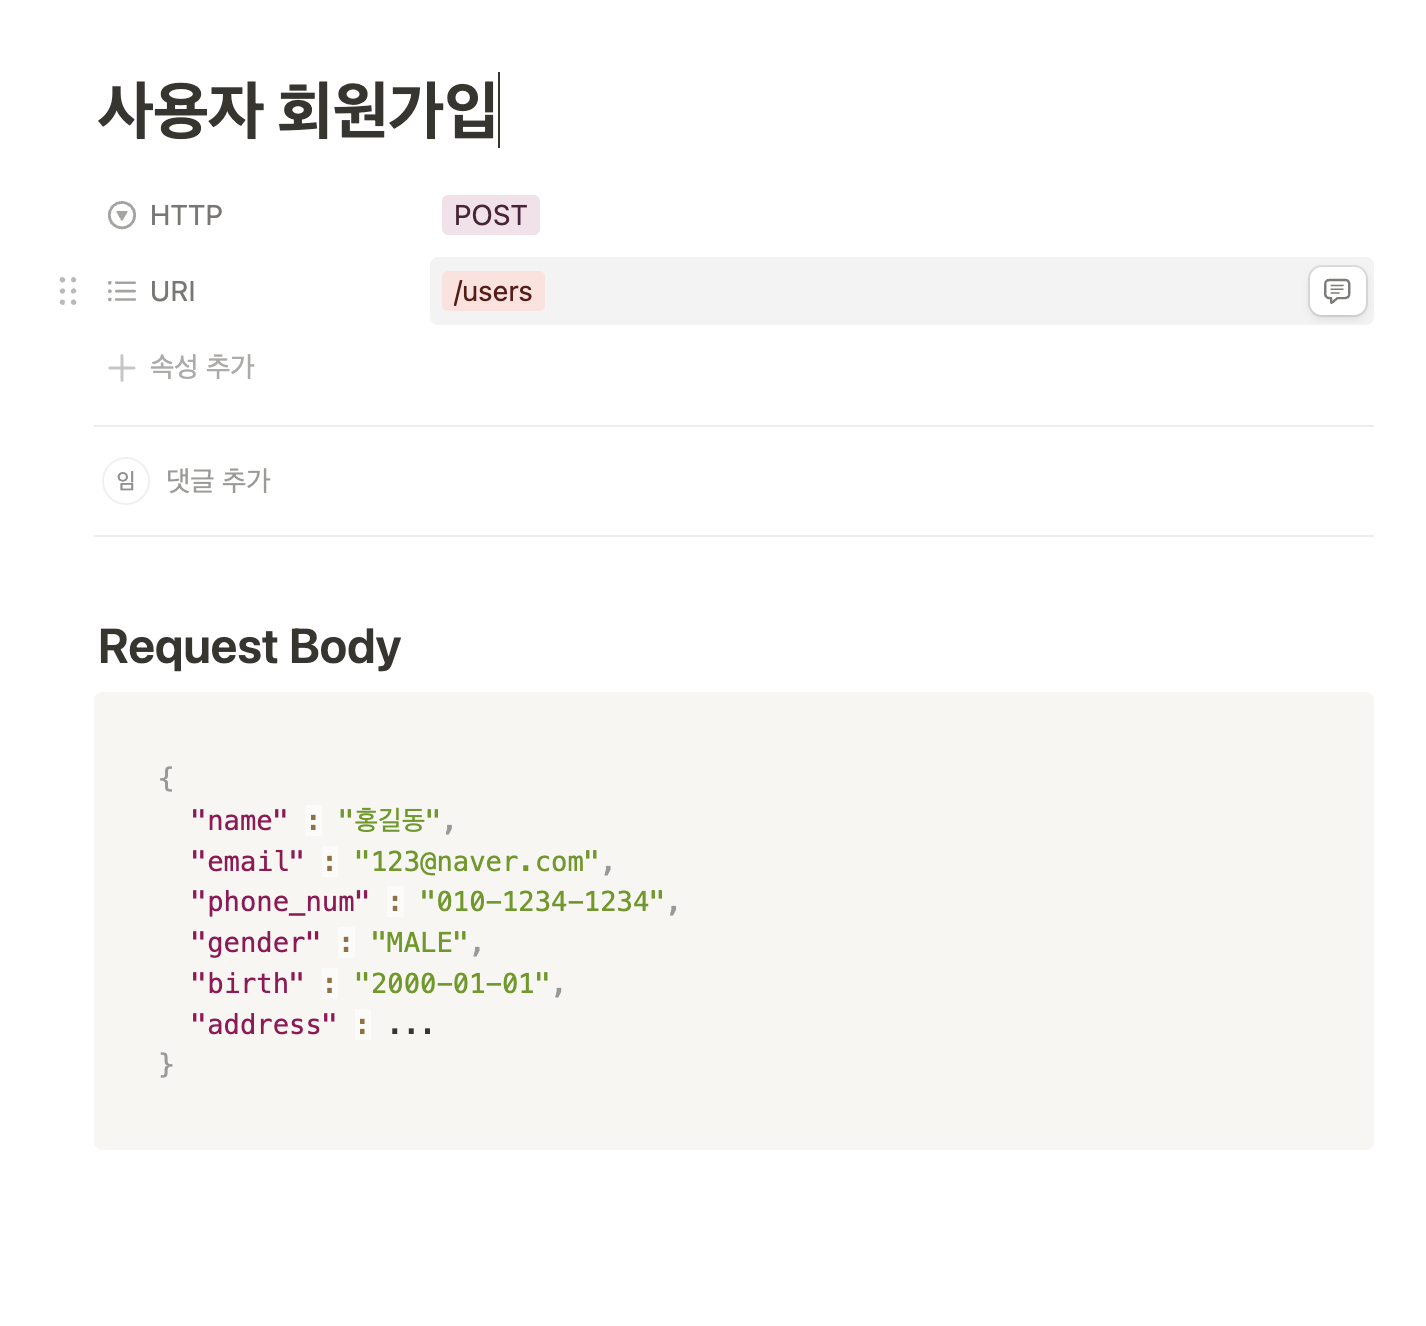 사용자 회원가입
HTTP POST
URI /users
속성 추가
임 댓글 추가
Request Body
{
"name" : "홍길동",
"email" : "123@naver.com",
"phone_num" : "010-1234-1234",
"gender" : "MALE",
"birth" : "2000-01-01",
"address" : ...
}